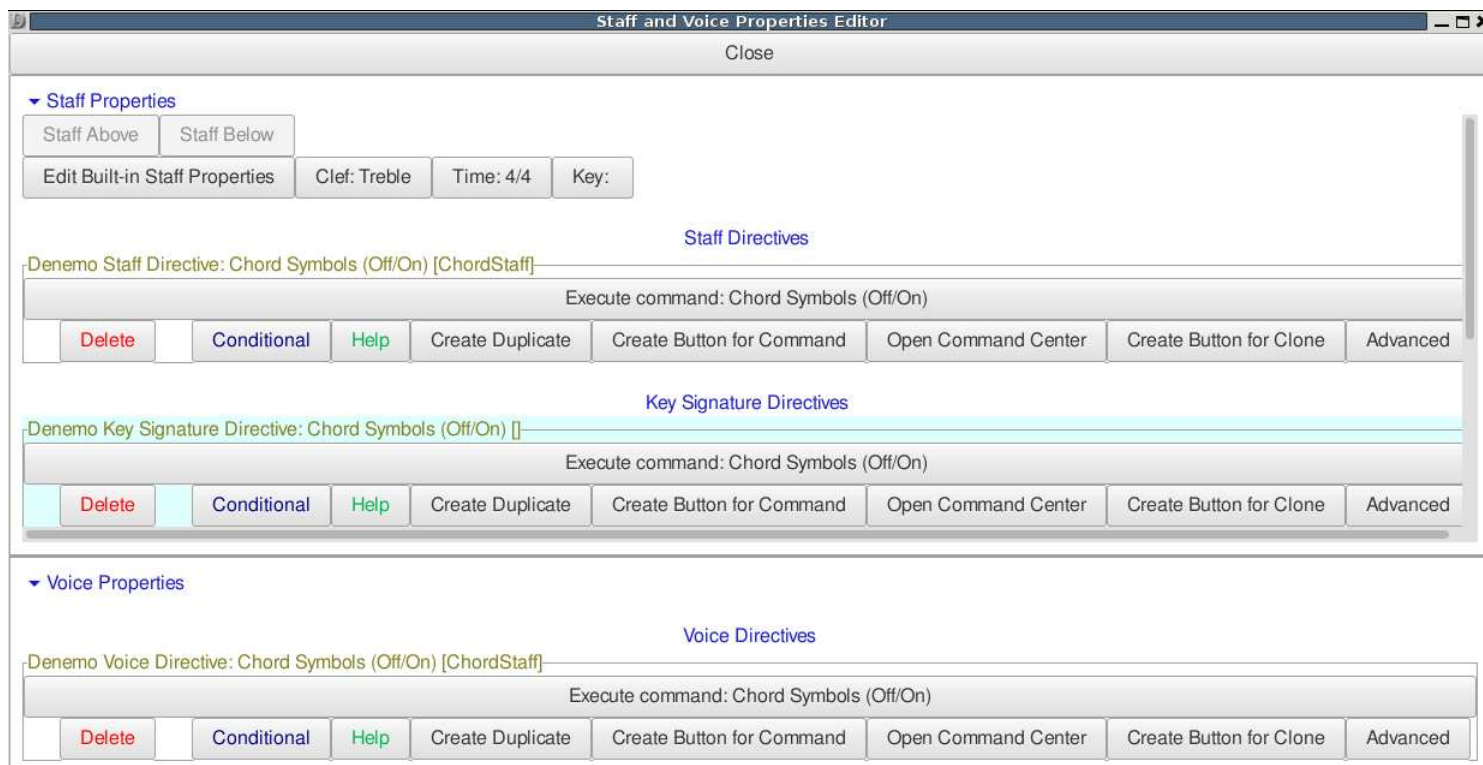 Staff and Voice Properties Editor
Close
Staff Properties
Staff Above Staff Below
Edit Built-in Staff Properties Clef: Treble Time: 4/4 Key:
Staff Directives
Denemo Staff Directive: Chord Symbols (Off/On) [ChordStaff]
Execute command: Chord Symbols (Off/On)
Delete Conditional Help Create Duplicate Create Button for Command Open Command Center Create Button for Clone Advanced
Key Signature Directives
Denemo Key Signature Directive: Chord Symbols (Off/On) []
Execute command: Chord Symbols (Off/On)
Delete Conditional Help Create Duplicate Create Button for Command Open Command Center Create Button for Clone Advanced
Voice Properties
Voice Directives
Denemo Voice Directive: Chord Symbols (Off/On) [ChordStaff]
Execute command: Chord Symbols (Off/On)
Delete Conditional Help Create Duplicate Create Button for Command Open Command Center Create Button for Clone Advanced